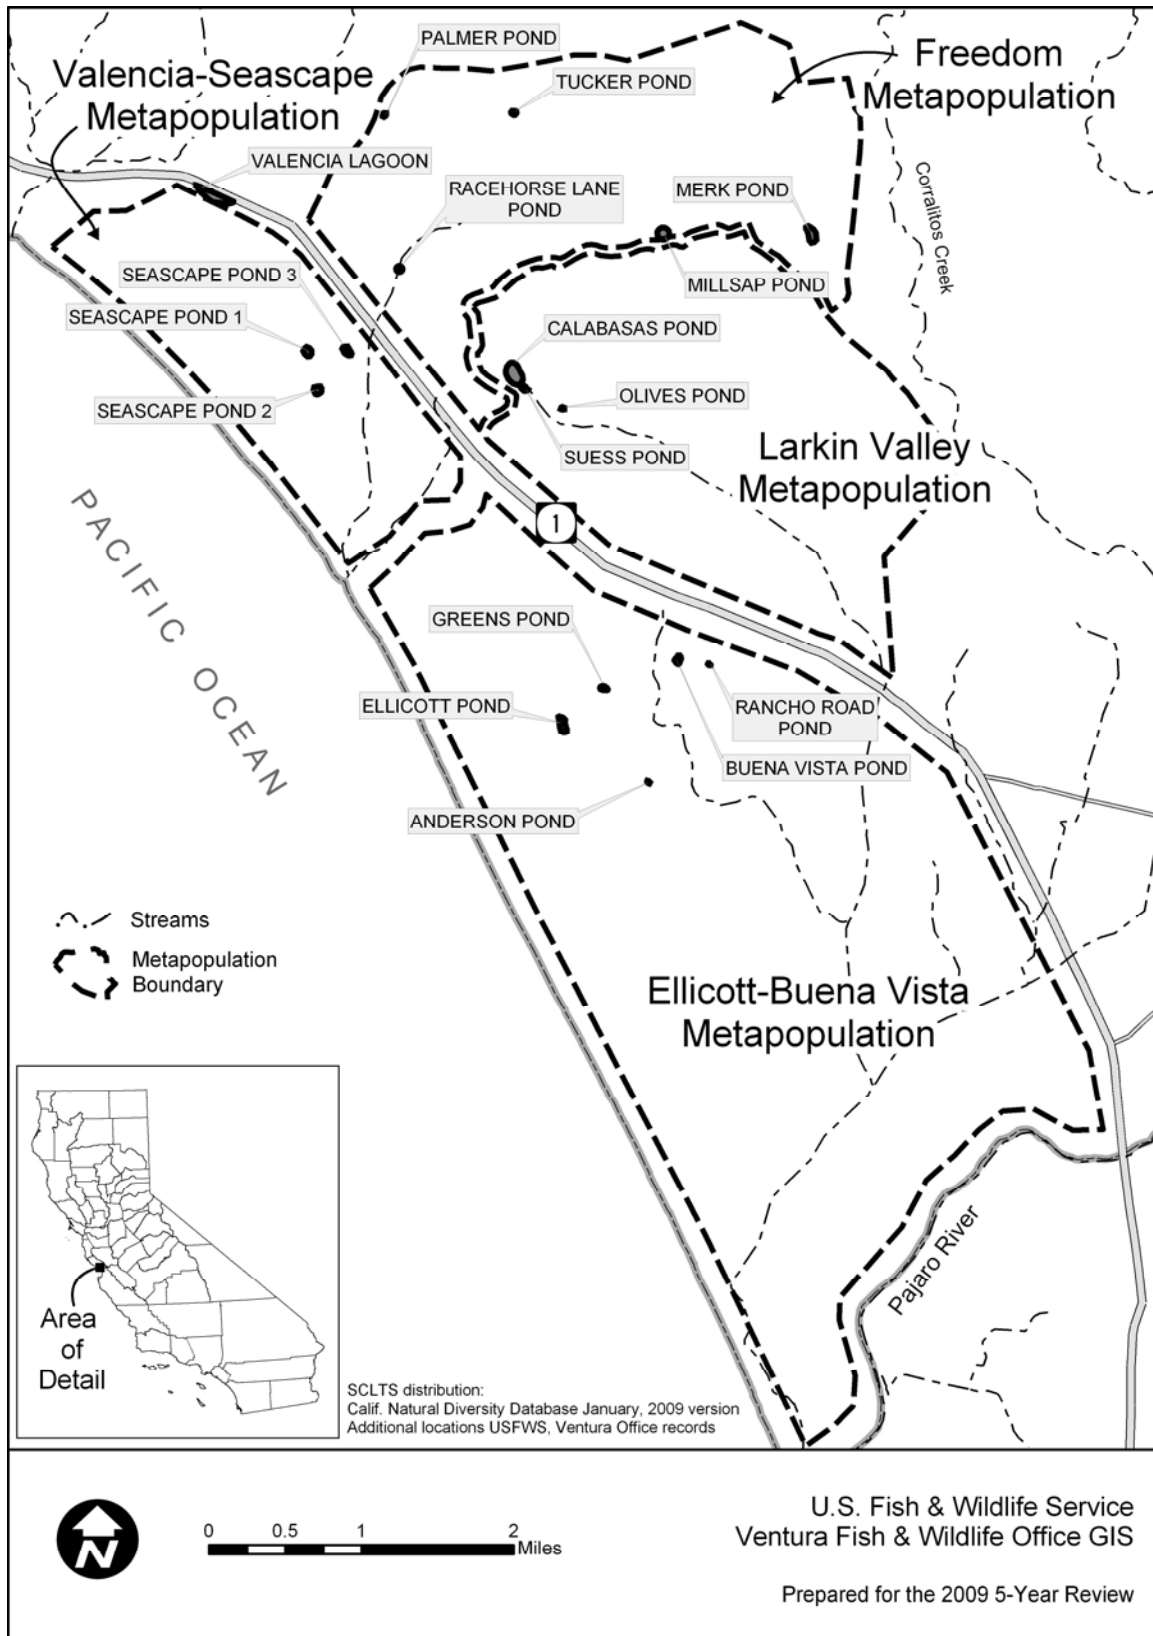 PALMER POND
Freedom
Metapopulation
Valencia-Seascape
Metapopulation
TUCKER POND
VALENCIA LAGOON
RACEHORSE LANE
POND
MERK POND
Corralitos Creek
SEASCAPE POND 3
MILLSAP POND
SEASCAPE POND 1
CALABASAS POND
SEASCAPE POND 2
OLIVES POND
SUESS POND
Larkin Valley
Metapopulation
PACIFIC OCEAN
1
GREENS POND
ELLICOTT POND
RANCHO ROAD
POND
BUENA VISTA POND
ANDERSON POND
Streams
Metapopulation
Boundary
Ellicott-Buena Vista
Metapopulation
Pajaro River
Area
of
Detail
SCLTS distribution:
Calif. Natural Diversity Database January, 2009 version
Additional locations USFWS, Ventura Office records
N
0 0.5 1 2
Miles
U.S. Fish & Wildlife Service
Ventura Fish & Wildlife Office GIS
Prepared for the 2009 5-Year Review